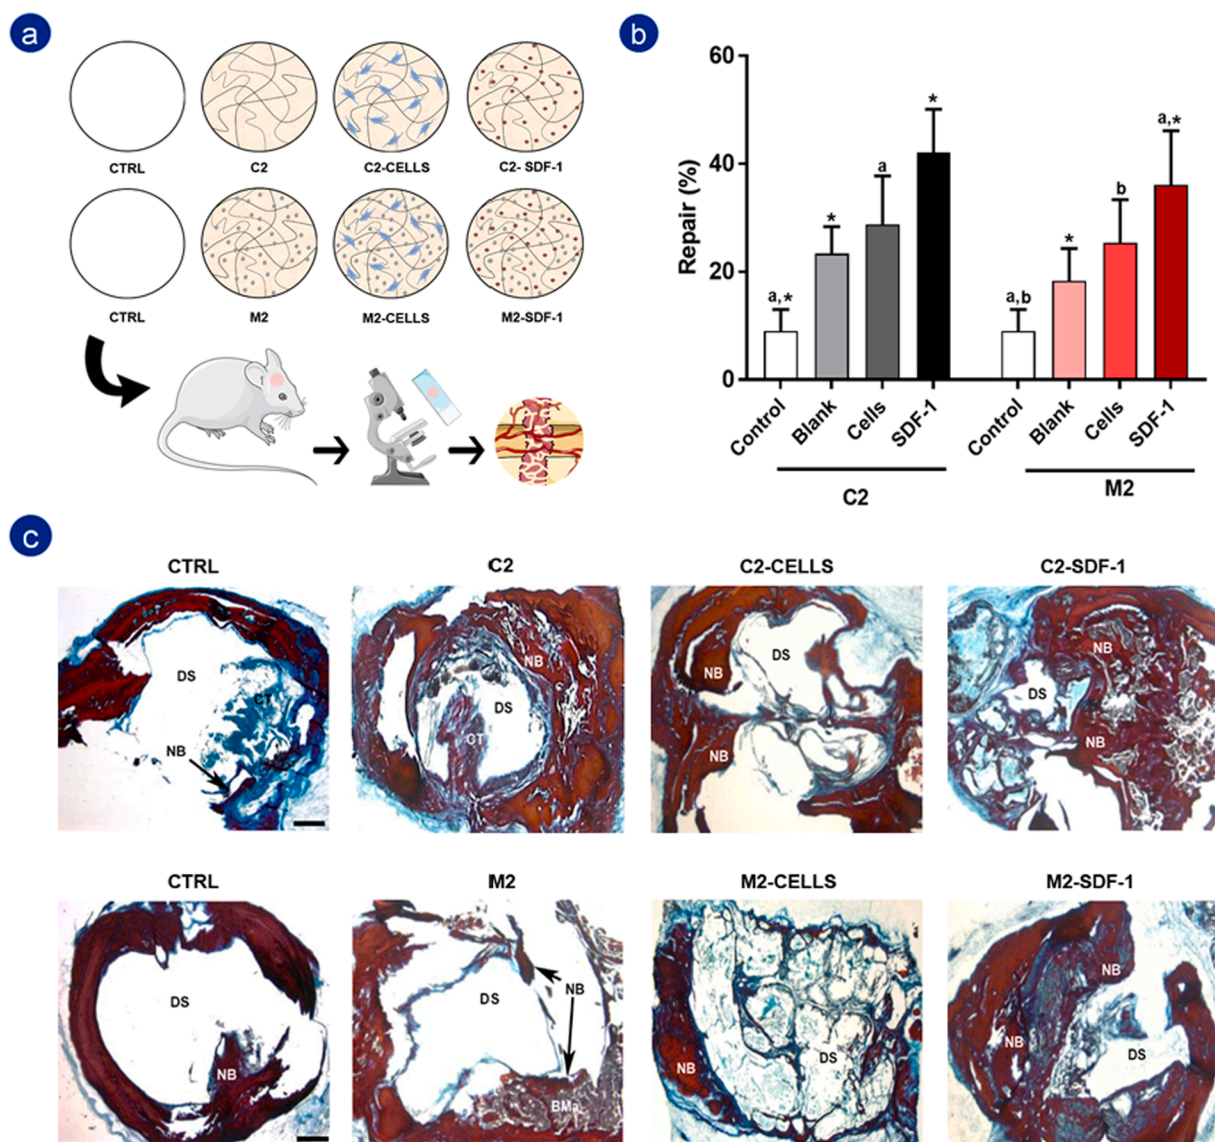 a
CTRL
C2
C2-CELLS
C2- SDF-1
CTRL
M2
M2-CELLS
M2-SDF-1
b
Repair (%)
60
40
20
0
a,*
*
a
*
a,b
*
b
a,*
Control
Blank
Cells
SDF-1
Control
Blank
Cells
SDF-1
C2
M2
c
CTRL
C2
C2-CELLS
C2-SDF-1
DS
CT
NB
NB
DS
CT
NB
DS
NB
NB
DS
NB
CTRL
M2
M2-CELLS
M2-SDF-1
DS
NB
DS
NB
BMa
NB
DS
NB
NB
DS